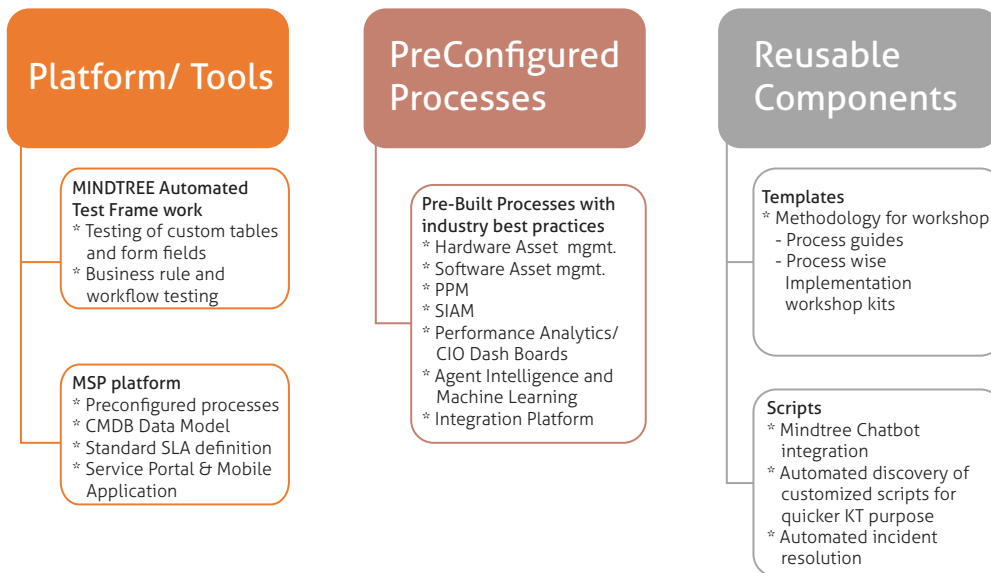 Platform/ Tools
MINDTREE Automated
Test Frame work
* Testing of custom tables
and form fields
* Business rule and
workflow testing
MSP platform
* Preconfigured processes
* CMDB Data Model
* Standard SLA definition
* Service Portal & Mobile
Application
PreConfigured
Processes
Pre-Built Processes with
industry best practices
* Hardware Asset mgmt.
* Software Asset mgmt.
* PPM
* SIAM
* Performance Analytics/
CIO Dash Boards
* Agent Intelligence and
Machine Learning
* Integration Platform
Reusable
Components
Templates
* Methodology for workshop
- Process guides
- Process wise
Implementation
workshop kits
Scripts
* Mindtree Chatbot
integration
* Automated discovery of
customized scripts for
quicker KT purpose
* Automated incident
resolution